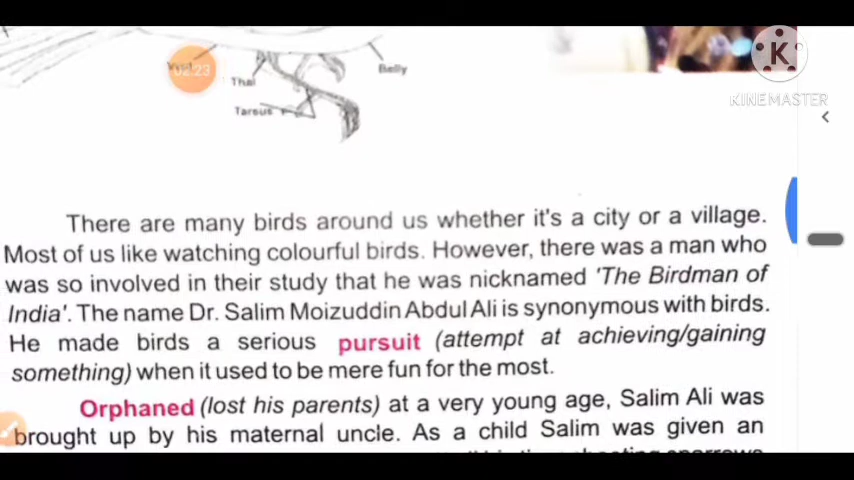 02:23
Belly
Thai
Tarsus
KINEMASTER
There are many birds around us whether it's a city or a village.
Most of us like watching colourful birds. However, there was a man who
was so involved in their study that he was nicknamed 'The Birdman of
India'. The name Dr. Salim Moizuddin Abdul Ali is synonymous with birds.
He made birds a serious pursuit (attempt at achieving/gaining
something) when it used to be mere fun for the most.
Orphaned (lost his parents) at a very young age, Salim Ali was
brought up by his maternal uncle. As a child Salim was given an